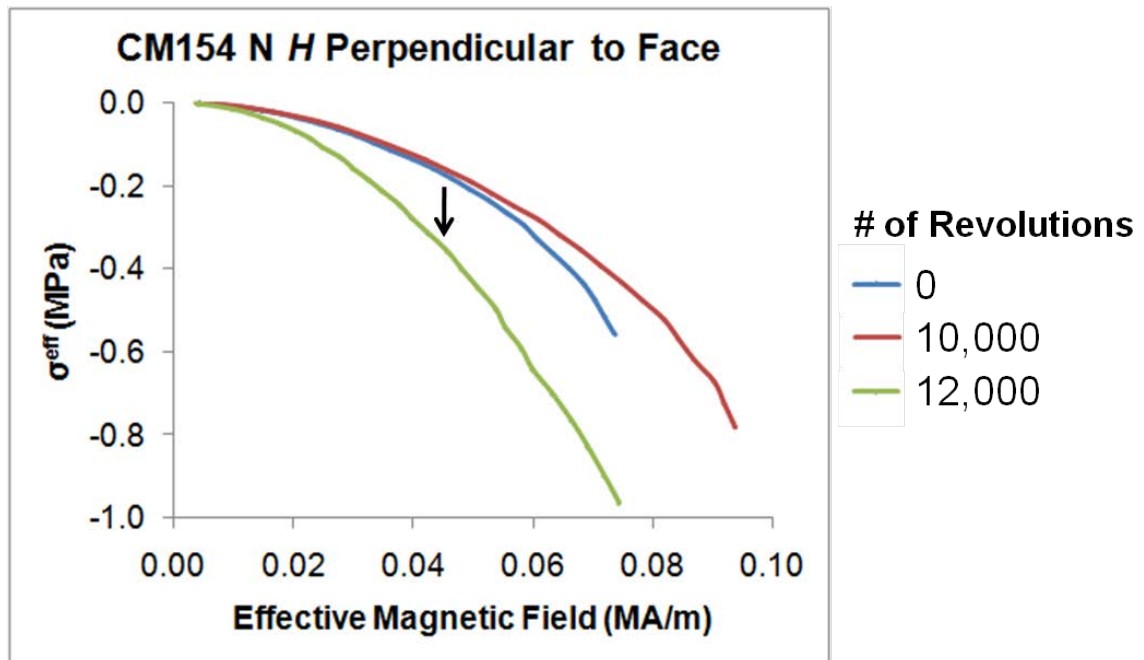 CM154 N H Perpendicular to Face
0.0
-0.2
-0.4
-0.6
-0.8
-1.0
σeff (MPa)
0.00 0.02 0.04 0.06 0.08 0.10
Effective Magnetic Field (MA/m)
# of Revolutions
0
10,000
12,000